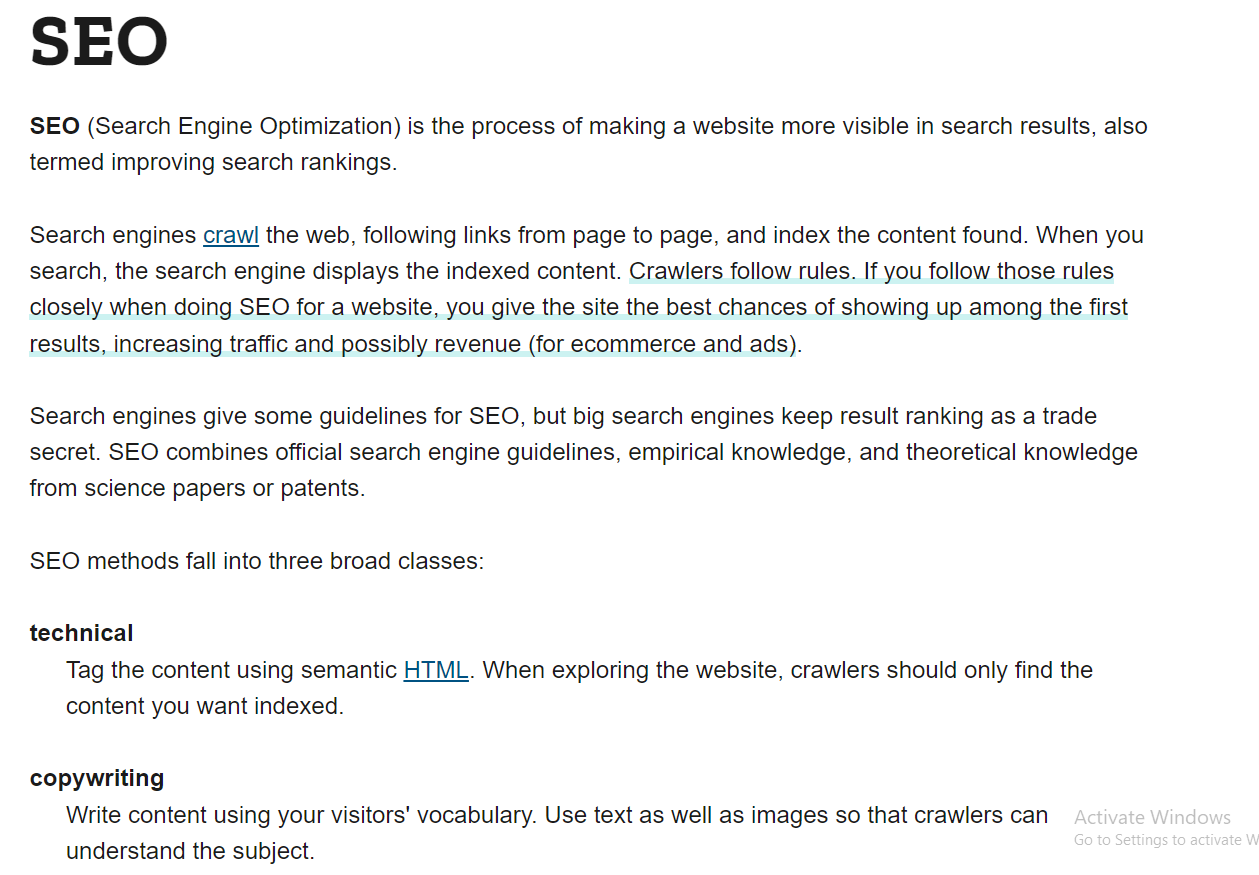 SEO
SEO (Search Engine Optimization) is the process of making a website more visible in search results, also
termed improving search rankings.
Search engines crawl the web, following links from page to page, and index the content found. When you
search, the search engine displays the indexed content. Crawlers follow rules. If you follow those rules
closely when doing SEO for a website, you give the site the best chances of showing up among the first
results, increasing traffic and possibly revenue (for ecommerce and ads).
Search engines give some guidelines for SEO, but big search engines keep result ranking as a trade
secret. SEO combines official search engine guidelines, empirical knowledge, and theoretical knowledge
from science papers or patents.
SEO methods fall into three broad classes:
technical
Tag the content using semantic HTML. When exploring the website, crawlers should only find the
content you want indexed.
copywriting
Write content using your visitors' vocabulary. Use text as well as images so that crawlers can
understand the subject.
Activate Windows
Go to Settings to activate W